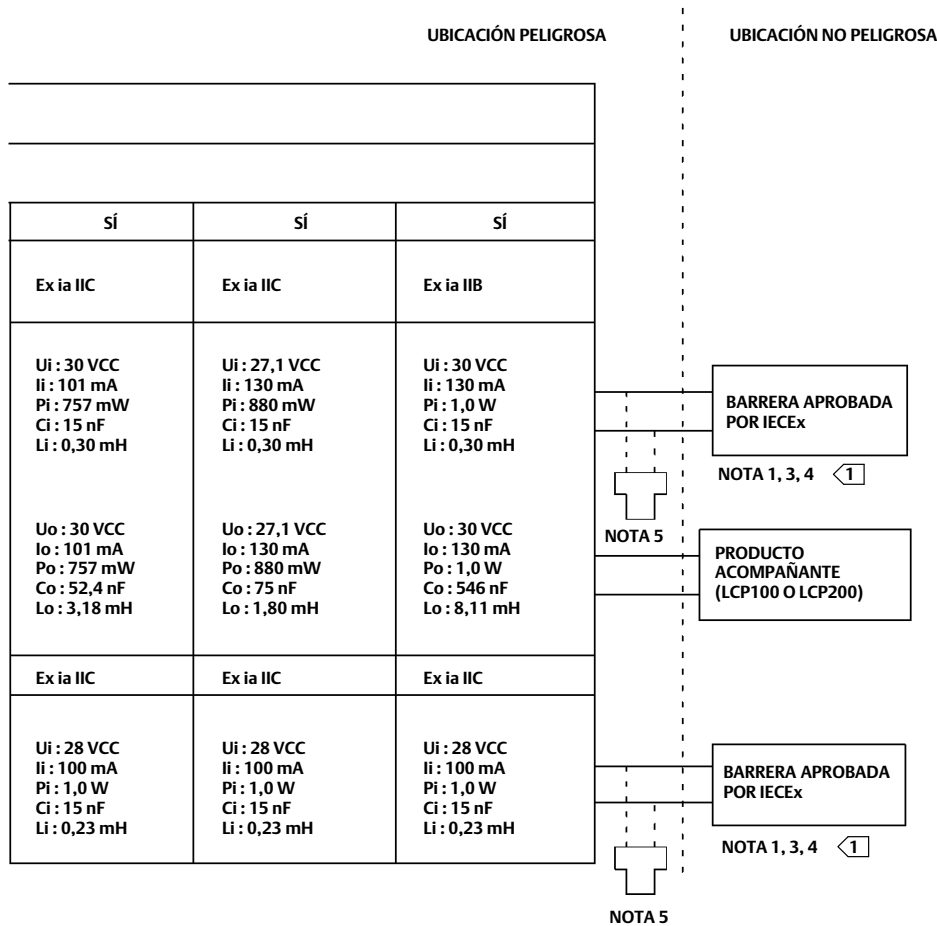 UBICACIÓN PELIGROSA
UBICACIÓN NO PELIGROSA
SÍ
SÍ
SÍ
Ex ia IIC
Ex ia IIC
Ex ia IIB
Ui : 30 VCC
Ii : 101 mA
Pi : 757 mW
Ci : 15 nF
Li : 0,30 mH
Ui : 27,1 VCC
Ii : 130 mA
Pi : 880 mW
Ci : 15 nF
Li : 0,30 mH
Ui : 30 VCC
Ii : 130 mA
Pi : 1,0 W
Ci : 15 nF
Li : 0,30 mH
BARRERA APROBADA
POR IECEx
NOTA 1, 3, 4 1
NOTA 5
Uo : 30 VCC
Io : 101 mA
Po : 757 mW
Co : 52,4 nF
Lo : 3,18 mH
Uo : 27,1 VCC
Io : 130 mA
Po : 880 mW
Co : 75 nF
Lo : 1,80 mH
Uo : 30 VCC
Io : 130 mA
Po : 1,0 W
Co : 546 nF
Lo : 8,11 mH
PRODUCTO
ACOMPAÑANTE
(LCP100 O LCP200)
Ex ia IIC
Ex ia IIC
Ex ia IIC
Ui : 28 VCC
Ii : 100 mA
Pi : 1,0 W
Ci : 15 nF
Li : 0,23 mH
Ui : 28 VCC
Ii : 100 mA
Pi : 1,0 W
Ci : 15 nF
Li : 0,23 mH
Ui : 28 VCC
Ii : 100 mA
Pi : 1,0 W
Ci : 15 nF
Li : 0,23 mH
BARRERA APROBADA
POR IECEx
NOTA 1, 3, 4 1
NOTA 5